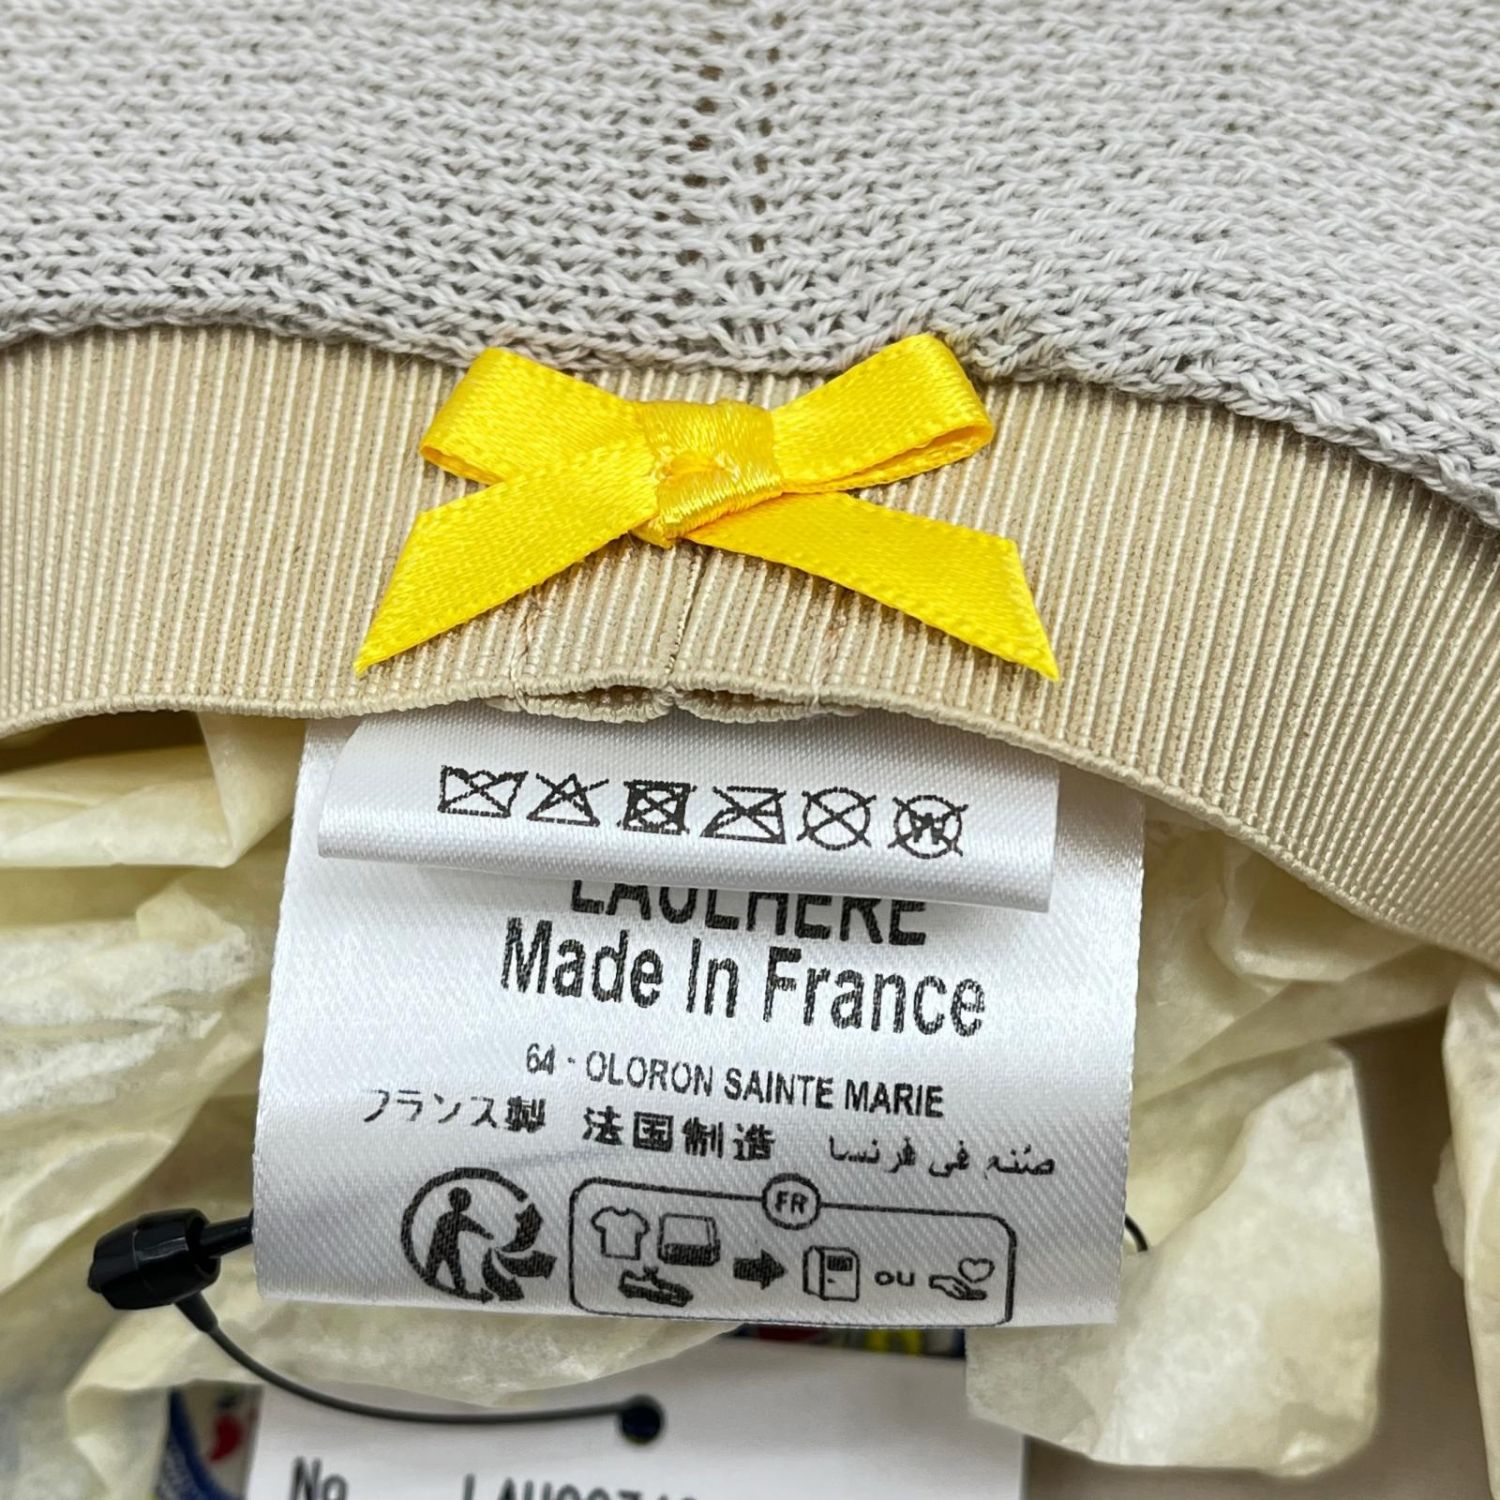 W
LAULHERE
Made In France
64 - OLORON SAINTE MARIE
フランス製 法国制造 صُنع في فرنسا
FR
ou
No